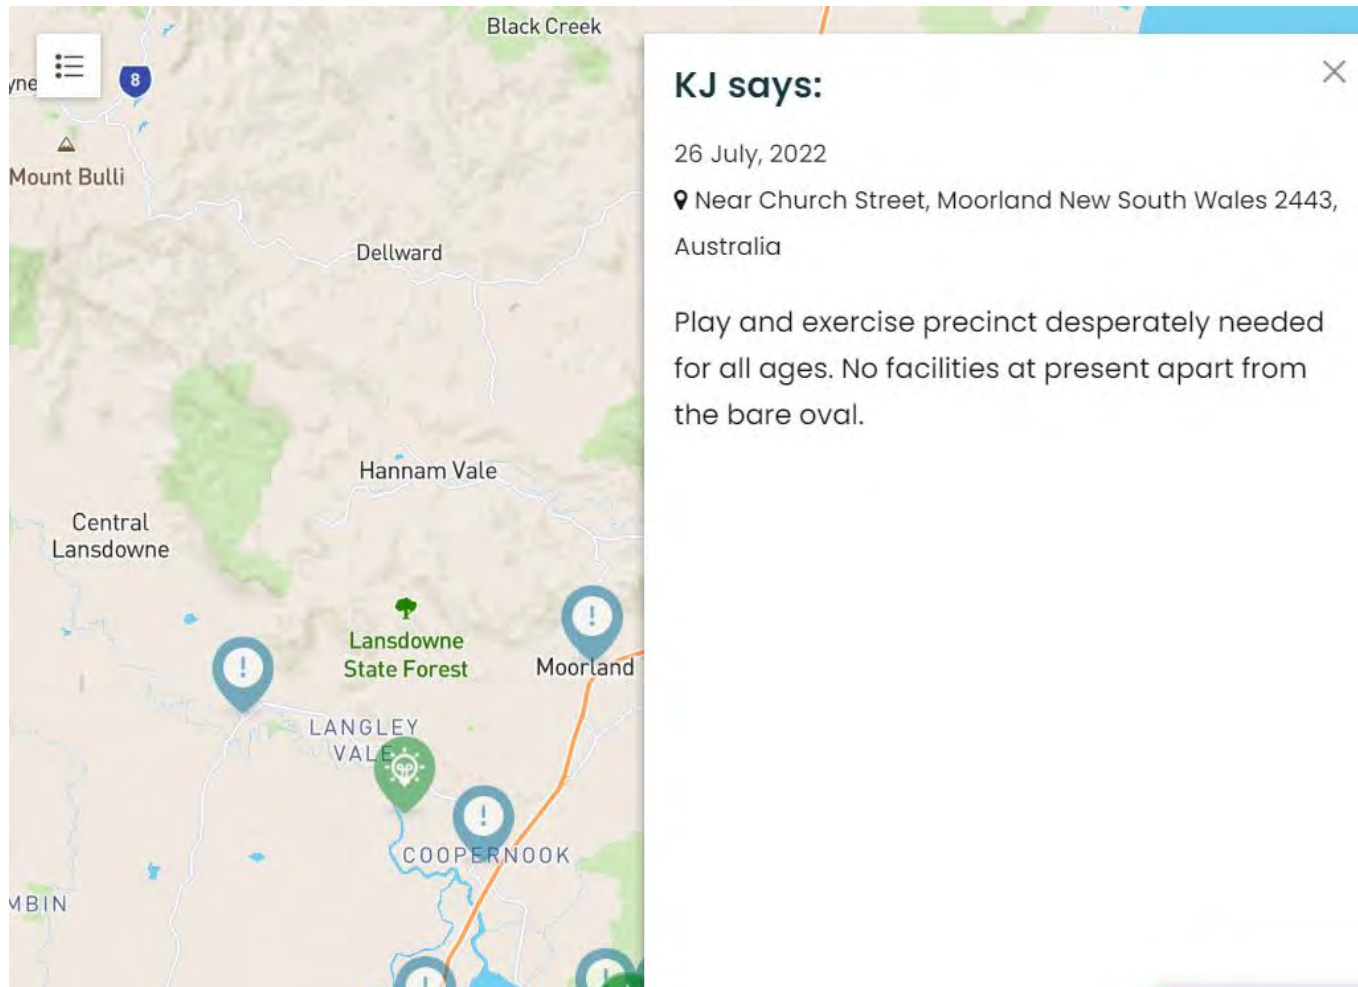 Black Creek
8
Mount Bulli
Dellward
Hannam Vale
Central
Lansdowne
Lansdowne
State Forest
Moorland
LANGLEY
VALE
COOPERNOOK
KJ says:
26 July, 2022
Near Church Street, Moorland New South Wales 2443,
Australia
Play and exercise precinct desperately needed
for all ages. No facilities at present apart from
the bare oval.